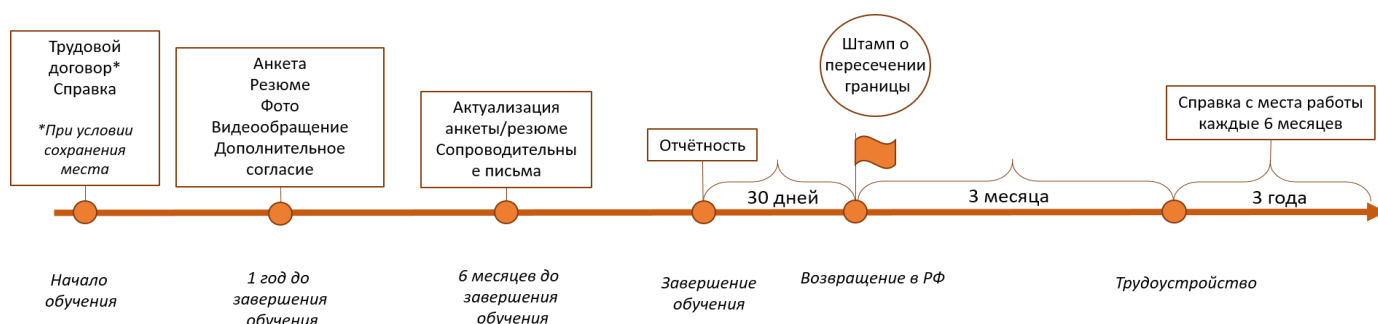 Трудовой
договор*
Справка
*При условии
сохранения
места
Анкета
Резюме
Фото
Видеообращение
Дополнительное
согласие
Актуализация
анкеты/резюме
Сопроводительны
е письма
Отчётность
Штамп о
пересечении
границы
Справка с места работы
каждые 6 месяцев
30 дней
3 месяца
3 года
Начало
обучения
1 год до
завершения
обучения
6 месяцев до
завершения
обучения
Завершение
обучения
Возвращение в РФ
Трудоустройство